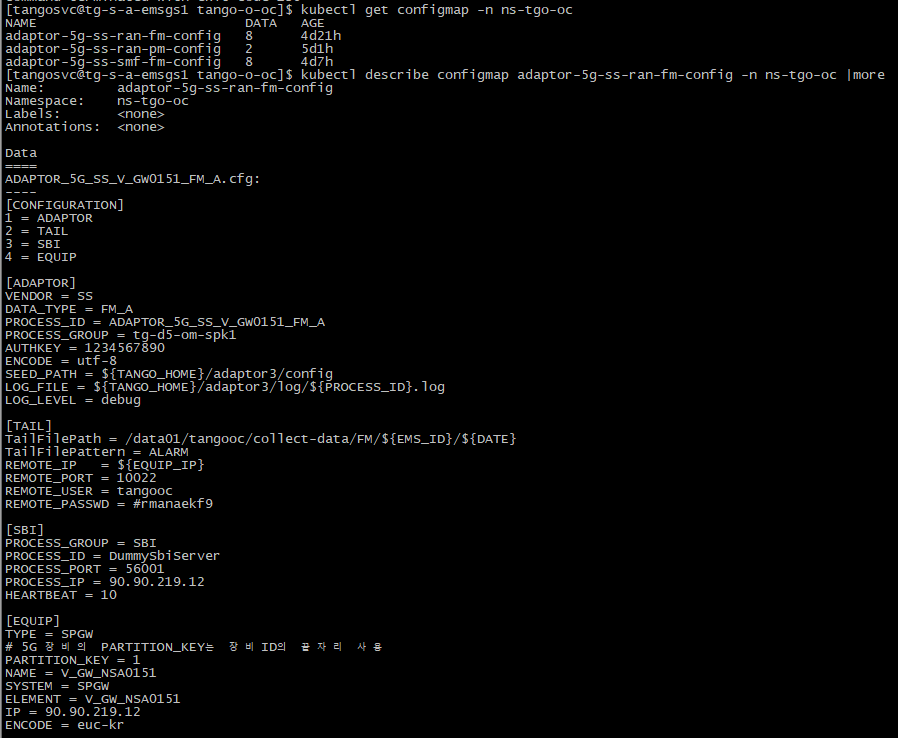 [tangosvc@tg-s-a-emsgs1 tango-o-oc]$ kubectl get configmap -n ns-tgo-oc
NAME                          DATA   AGE
adaptor-5g-ss-ran-fm-config   8      4d21h
adaptor-5g-ss-ran-pm-config   2      5d1h
adaptor-5g-ss-smf-fm-config   8      4d7h
[tangosvc@tg-s-a-emsgs1 tango-o-oc]$ kubectl describe configmap adaptor-5g-ss-ran-fm-config -n ns-tgo-oc |more
Name:         adaptor-5g-ss-ran-fm-config
Namespace:    ns-tgo-oc
Labels:       <none>
Annotations:  <none>

Data
====
ADAPTOR_5G_SS_V_GW0151_FM_A.cfg:
----
[CONFIGURATION]
1 = ADAPTOR
2 = TAIL
3 = SBI
4 = EQUIP

[ADAPTOR]
VENDOR = SS
DATA_TYPE = FM_A
PROCESS_ID = ADAPTOR_5G_SS_V_GW0151_FM_A
PROCESS_GROUP = tg-d5-om-spk1
AUTHKEY = 1234567890
ENCODE = utf-8
SEED_PATH = ${TANGO_HOME}/adaptor3/config
LOG_FILE = ${TANGO_HOME}/adaptor3/log/${PROCESS_ID}.log
LOG_LEVEL = debug

[TAIL]
TailFilePath = /data01/tangooc/collect-data/FM/${EMS_ID}/${DATE}
TailFilePattern = ALARM
REMOTE_IP   = ${EQUIP_IP}
REMOTE_PORT = 10022
REMOTE_USER = tangooc
REMOTE_PASSWD = #rmanaekf9

[SBI]
PROCESS_GROUP = SBI
PROCESS_ID = DummySbiServer
PROCESS_PORT = 56001
PROCESS_IP = 90.90.219.12
HEARTBEAT = 10

[EQUIP]
TYPE = SPGW
# 5G 장비의 PARTITION_KEY는 장비ID의 끝자리 사용
PARTITION_KEY = 1
NAME = V_GW_NSA0151
SYSTEM = SPGW
ELEMENT = V_GW_NSA0151
IP = 90.90.219.12
ENCODE = euc-kr